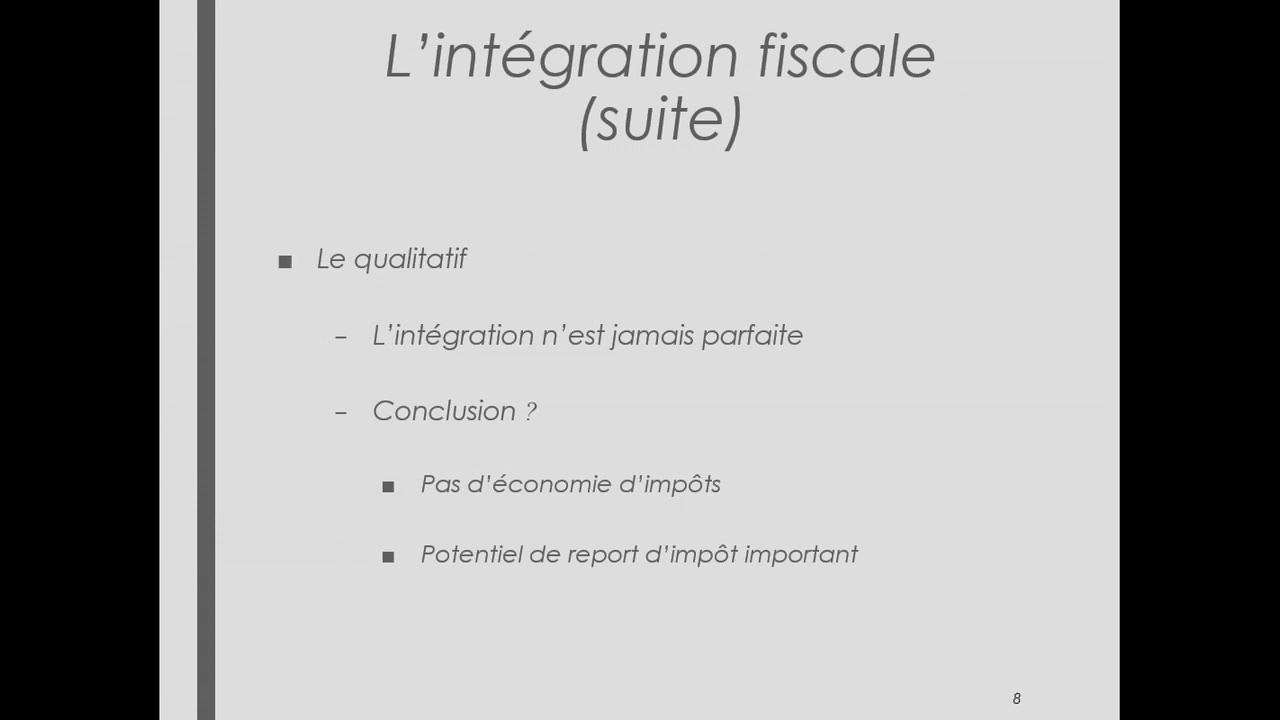 L’intégration fiscale
(suite)
■ Le qualitatif
– L’intégration n’est jamais parfaite
– Conclusion ?
■ Pas d’économie d’impôts
■ Potentiel de report d’impôt important
8